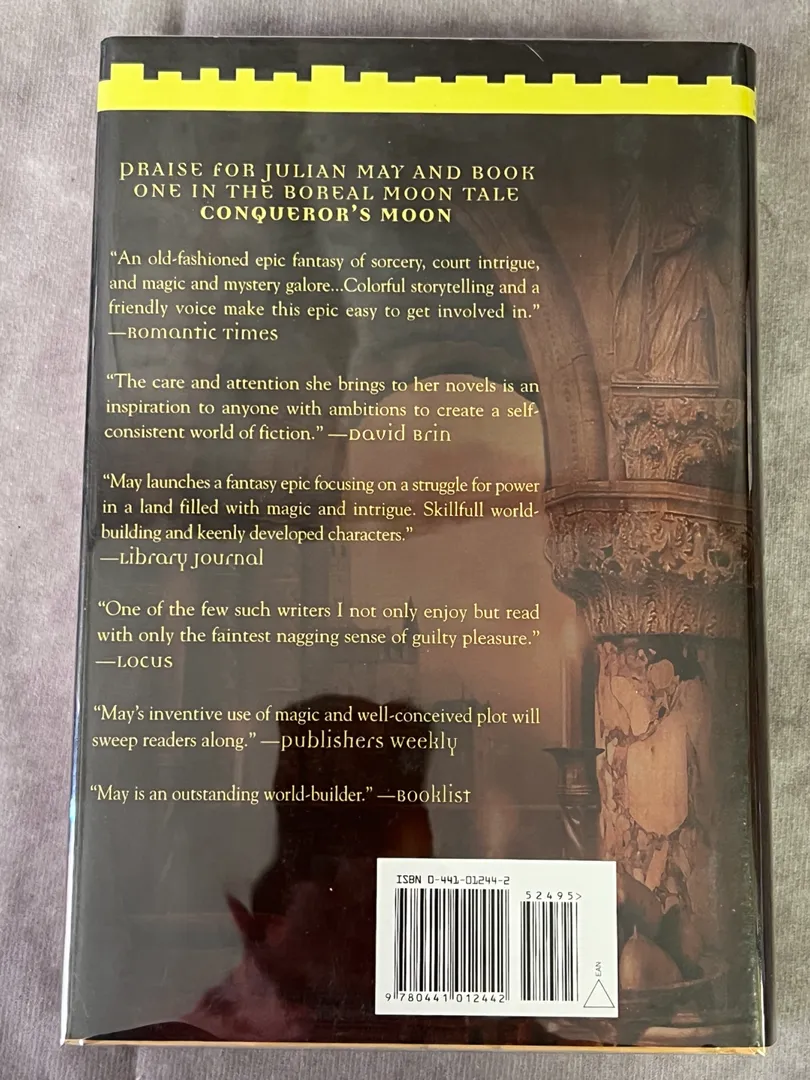 PRAISE FOR JULIAN MAY AND BOOK
ONE IN THE BOREAL MOON TALE
CONQUEROR'S MOON
“An old-fashioned epic fantasy of sorcery, court intrigue,
and magic and mystery galore...Colorful storytelling and a
friendly voice make this epic easy to get involved in.”
—Romantic Times
“The care and attention she brings to her novels is an
inspiration to anyone with ambitions to create a self-
consistent world of fiction.” —David Brin
“May launches a fantasy epic focusing on a struggle for power
in a land filled with magic and intrigue. Skillfull world-
building and keenly developed characters.”
—Library Journal
“One of the few such writers I not only enjoy but read
with only the faintest nagging sense of guilty pleasure.”
—Locus
“May's inventive use of magic and well-conceived plot will
sweep readers along.” —Publishers Weekly
“May is an outstanding world-builder.” —Booklist
ISBN 0-441-01244-2
52495>
9 780441 012442
EAN